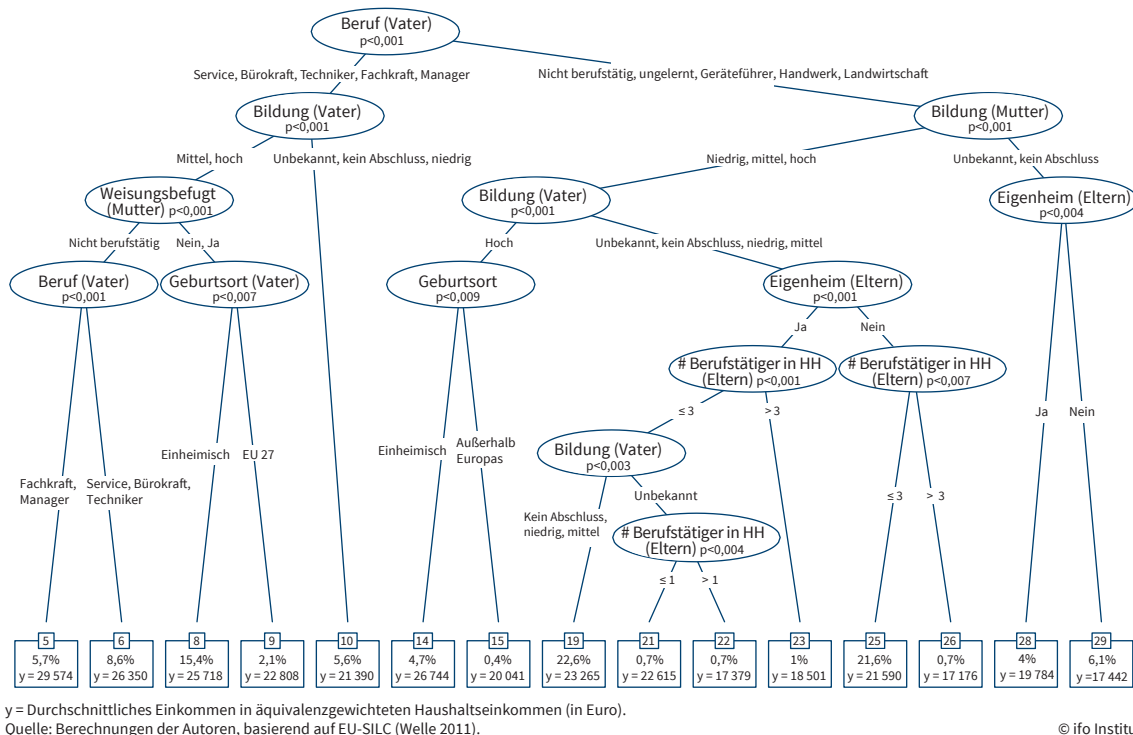 Beruf (Vater)
p<0,001
Service, Bürokraft, Techniker, Fachkraft, Manager
Nicht berufstätig, ungelernt, Geräteführer, Handwerk, Landwirtschaft
Bildung (Vater)
p<0,001
Bildung (Mutter)
p<0,001
Mittel, hoch
Unbekannt, kein Abschluss, niedrig
Niedrig, mittel, hoch
Unbekannt, kein Abschluss
Weisungsbefugt
(Mutter) p<0,001
Bildung (Vater)
p<0,001
Eigenheim (Eltern)
p<0,004
Nicht berufstätig
Nein, Ja
Hoch
Unbekannt, kein Abschluss, niedrig, mittel
Beruf (Vater)
p<0,001
Geburtsort (Vater)
p<0,007
Geburtsort
p<0,009
Eigenheim (Eltern)
p<0,001
Ja
Nein
# Berufstätiger in HH
(Eltern) p<0,001
# Berufstätiger in HH
(Eltern) p<0,007
≤ 3
> 3
Ja
Nein
Einheimisch
EU 27
Einheimisch
Außerhalb
Europas
Bildung (Vater)
p<0,003
Fachkraft,
Manager
Service, Bürokraft,
Techniker
Unbekannt
≤ 3
> 3
Kein Abschluss,
niedrig, mittel
# Berufstätiger in HH
(Eltern) p<0,004
≤ 1
> 1
5
5,7%
y = 29 574
6
8,6%
y = 26 350
8
15,4%
y = 25 718
9
2,1%
y = 22 808
10
5,6%
y = 21 390
14
4,7%
y = 26 744
15
0,4%
y = 20 041
19
22,6%
y = 23 265
21
0,7%
y = 22 615
22
0,7%
y = 17 379
23
1%
y = 18 501
25
21,6%
y = 21 590
26
0,7%
y = 17 176
28
4%
y = 19 784
29
6,1%
y =17 442
y = Durchschnittliches Einkommen in äquivalenzgewichteten Haushaltseinkommen (in Euro).
Quelle: Berechnungen der Autoren, basierend auf EU-SILC (Welle 2011).
© ifo Institu